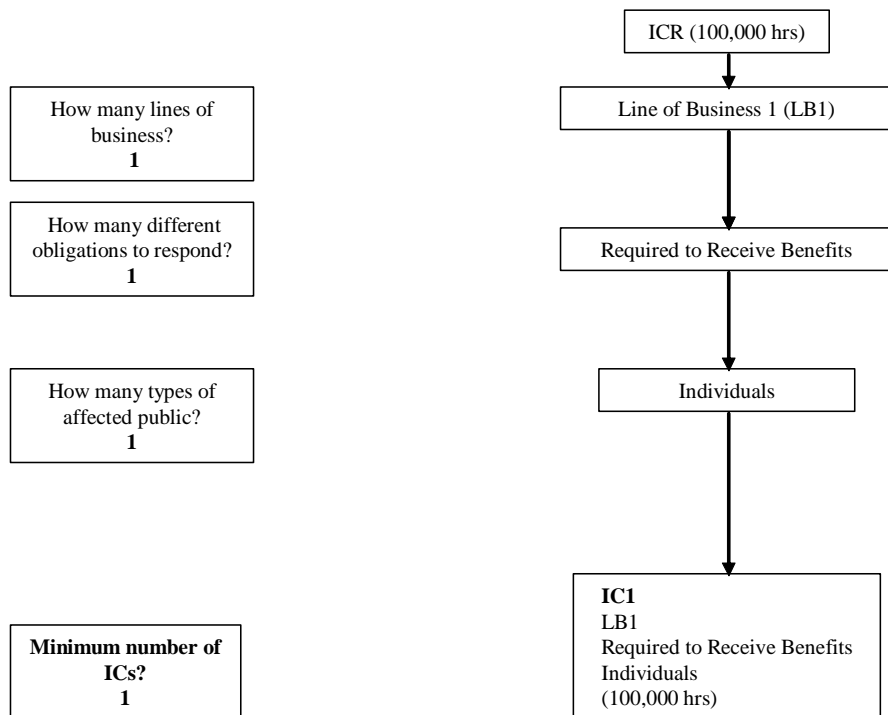 ICR (100,000 hrs)
How many lines of
business?
1
Line of Business 1 (LB1)
How many different
obligations to respond?
1
Required to Receive Benefits
How many types of
affected public?
1
Individuals
Minimum number of
ICs?
1
IC1
LB1
Required to Receive Benefits
Individuals
(100,000 hrs)